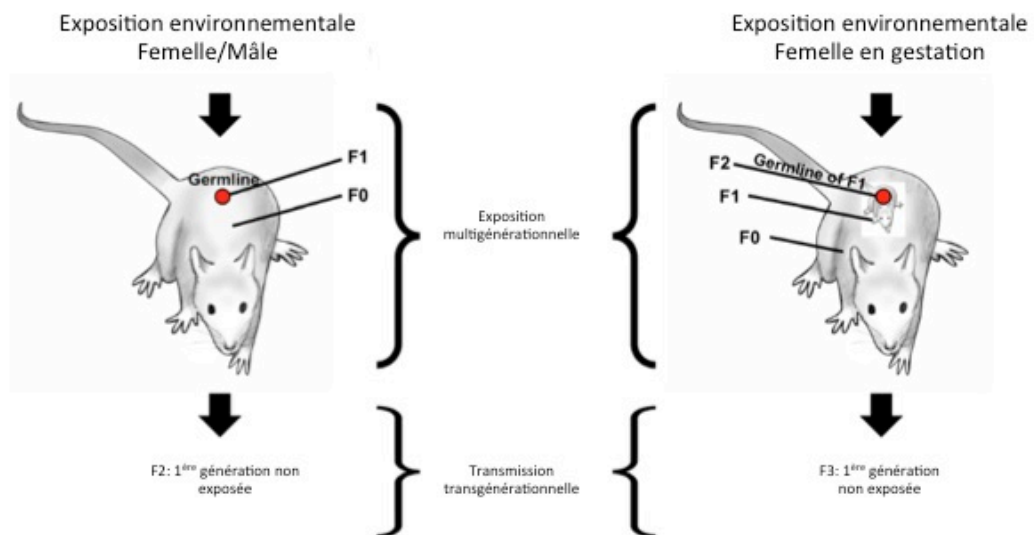 Exposition environnementale
Femelle/Mâle
Germline
F1
F0
Exposition
multigénérationnelle
Exposition environnementale
Femelle en gestation
F2
Germline of F1
F1
F0
F2: 1ère génération non
exposée
Transmission
transgénérationnelle
F3: 1ère génération
non exposée